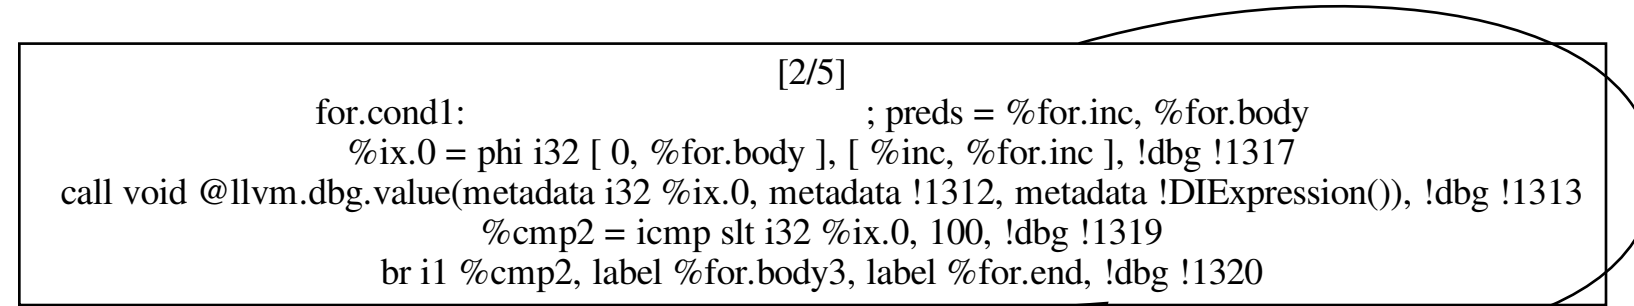 [2/5]
for.cond1: ; preds = %for.inc, %for.body
%ix.0 = phi i32 [ 0, %for.body ], [ %inc, %for.inc ], !dbg !1317
call void @llvm.dbg.value(metadata i32 %ix.0, metadata !1312, metadata !DIExpression()), !dbg !1313
%cmp2 = icmp slt i32 %ix.0, 100, !dbg !1319
br i1 %cmp2, label %for.body3, label %for.end, !dbg !1320